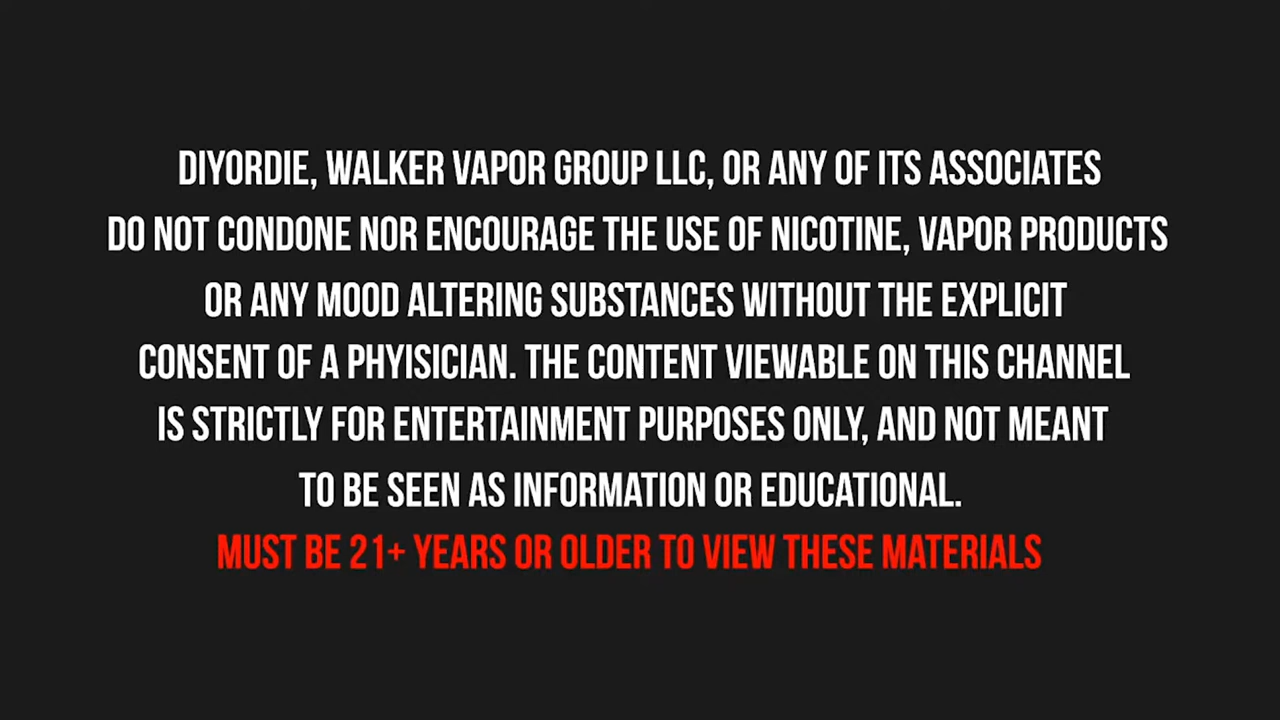 DIYORDIE, WALKER VAPOR GROUP LLC, OR ANY OF ITS ASSOCIATES
DO NOT CONDONE NOR ENCOURAGE THE USE OF NICOTINE, VAPOR PRODUCTS
OR ANY MOOD ALTERING SUBSTANCES WITHOUT THE EXPLICIT
CONSENT OF A PHYISICIAN. THE CONTENT VIEWABLE ON THIS CHANNEL
IS STRICTLY FOR ENTERTAINMENT PURPOSES ONLY, AND NOT MEANT
TO BE SEEN AS INFORMATION OR EDUCATIONAL.
MUST BE 21+ YEARS OR OLDER TO VIEW THESE MATERIALS